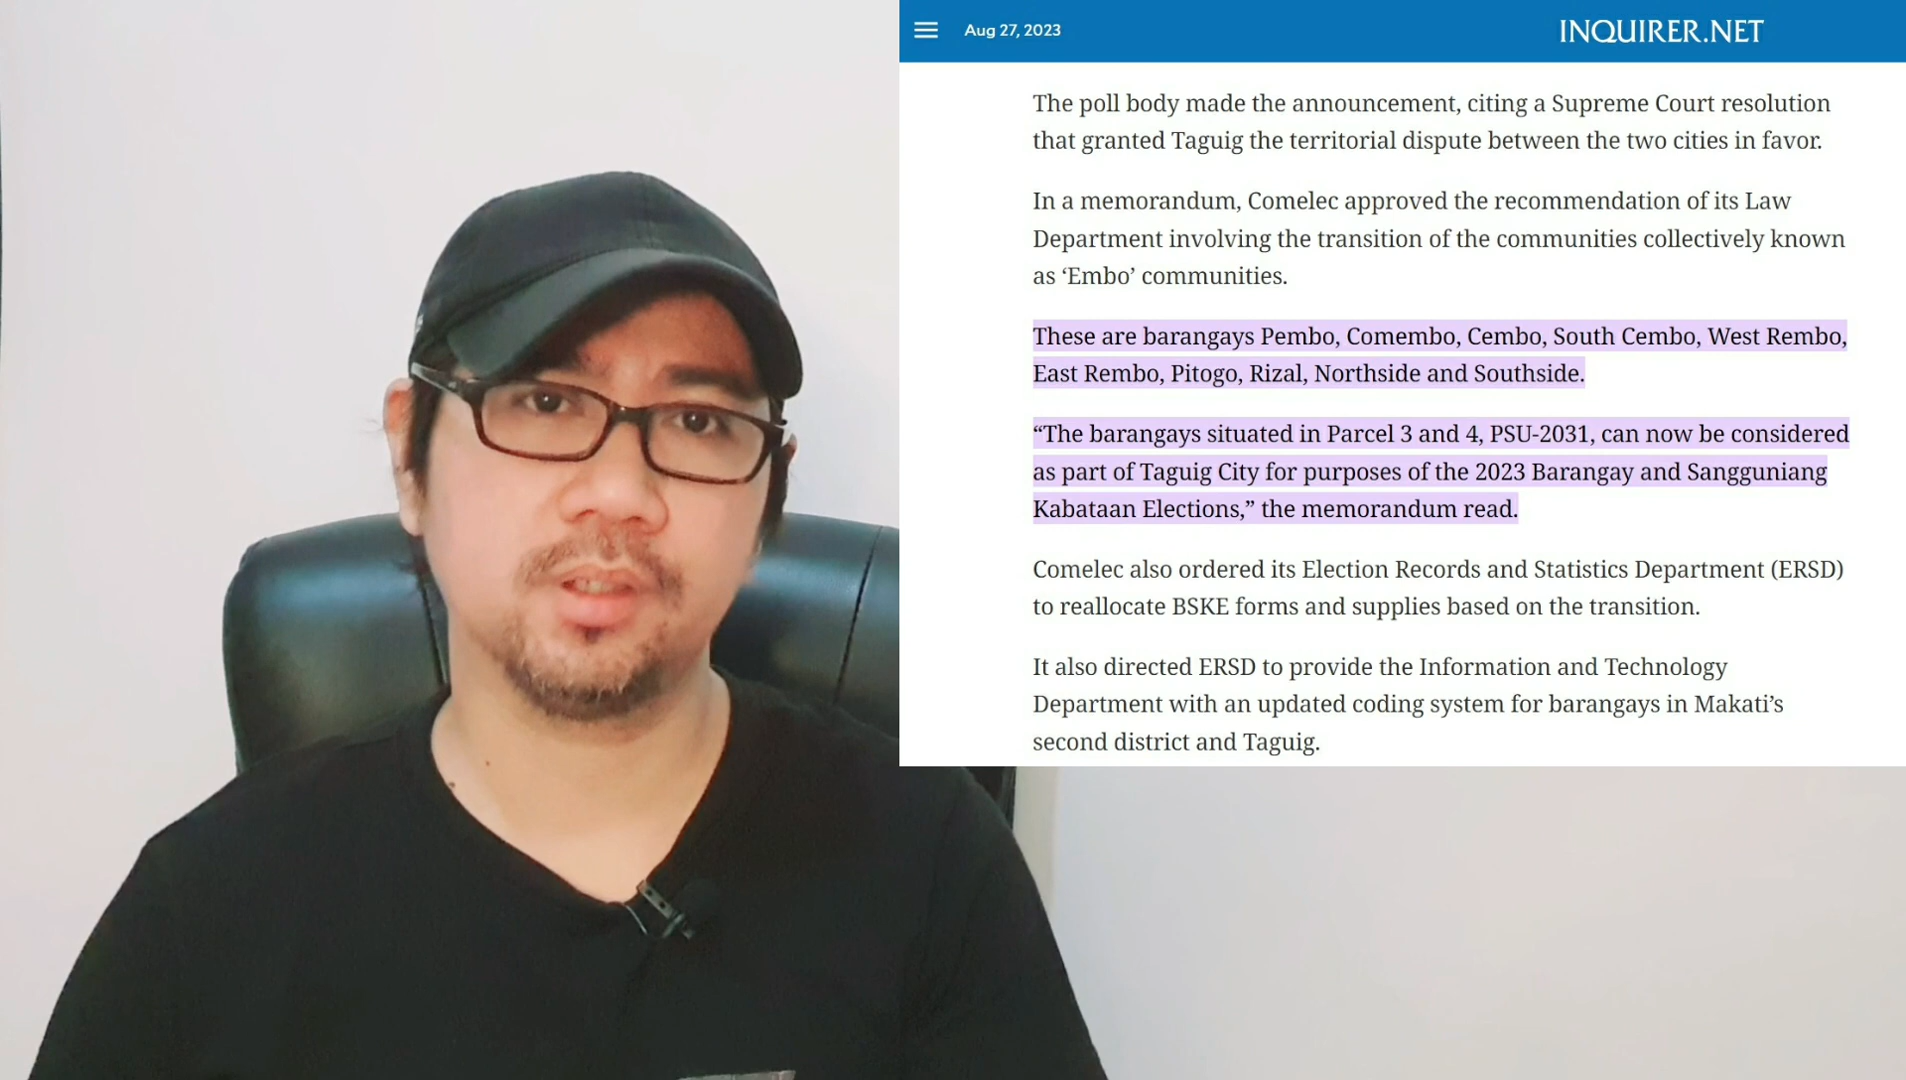 Aug 27, 2023
INQUIRER.NET
The poll body made the announcement, citing a Supreme Court resolution
that granted Taguig the territorial dispute between the two cities in favor.
In a memorandum, Comelec approved the recommendation of its Law
Department involving the transition of the communities collectively known
as ‘Embo’ communities.
These are barangays Pembo, Comembo, Cembo, South Cembo, West Rembo,
East Rembo, Pitogo, Rizal, Northside and Southside.
“The barangays situated in Parcel 3 and 4, PSU-2031, can now be considered
as part of Taguig City for purposes of the 2023 Barangay and Sangguniang
Kabataan Elections,” the memorandum read.
Comelec also ordered its Election Records and Statistics Department (ERSD)
to reallocate BSKE forms and supplies based on the transition.
It also directed ERSD to provide the Information and Technology
Department with an updated coding system for barangays in Makati’s
second district and Taguig.